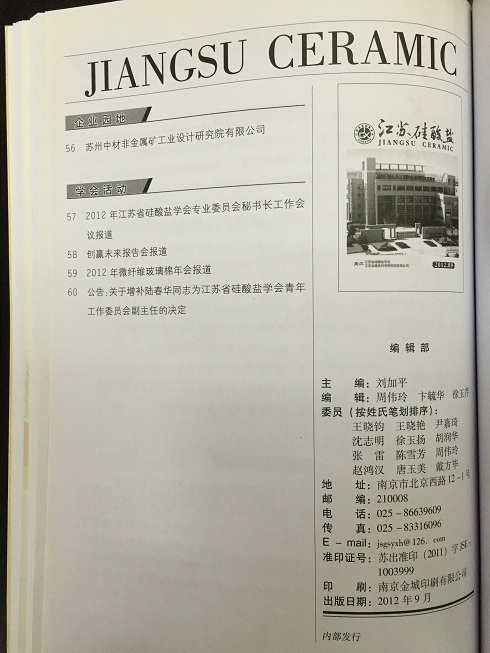 JIANGSU CERAMIC
企业园地
56 苏州中材非金属矿工业设计研究院有限公司
学会活动
57 2012 年江苏省硅酸盐学会专业委员会秘书长工作会
议报道
58 创赢未来报告会报道
59 2012 年微纤维玻璃棉年会报道
60 公告:关于增补陆春华同志为江苏省硅酸盐学会青年
工作委员会副主任的决定
江苏硅酸盐
JIANGSU CERAMIC
2012.09
编辑部
主 编:刘加平
编 辑:周伟玲 卞毓华 徐玉芹
委员(按姓氏笔划排序):
王晓钧 王晓艳 尹嘉琦
沈志明 徐玉扬 胡润华
张 雷 陈雪芳 周伟玲
赵鸿汉 唐玉美 戴方毕
地 址:南京市北京西路 12-1 号
邮 编:210008
电 话:025-86639609
传 真:025-83316096
E-mail:jsgsyxh@126.com
准印证号:苏出准印(2011)字 JSE-
1003999
印 刷:南京金城印刷有限公司
出版日期:2012 年 9 月
内部发行